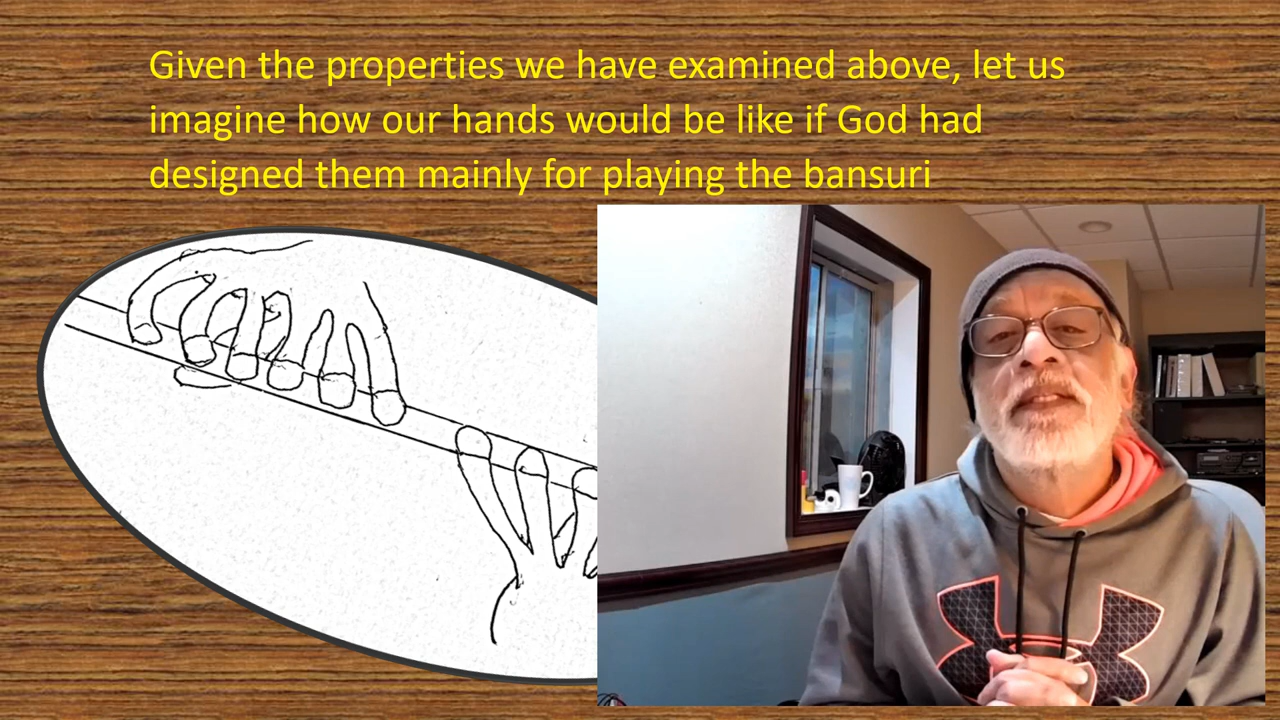 Given the properties we have examined above, let us
imagine how our hands would be like if God had
designed them mainly for playing the bansuri